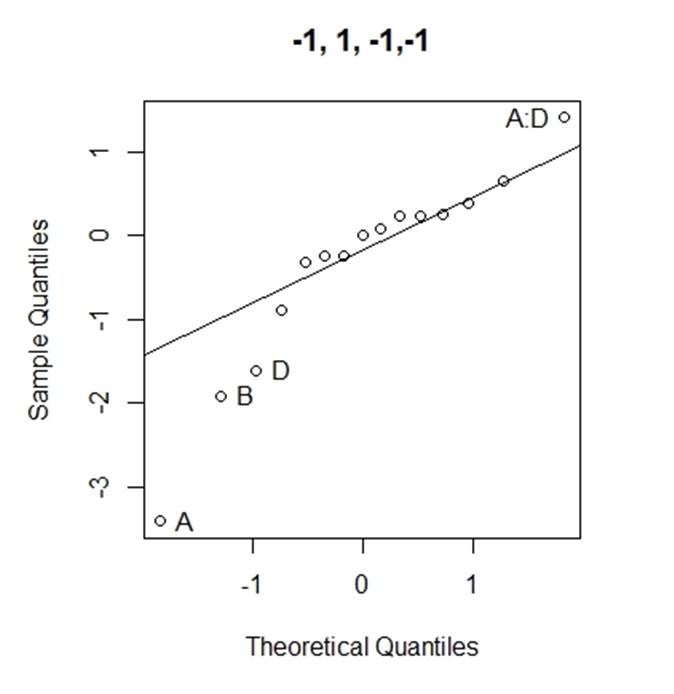 -1, 1, -1,-1
A:D
1
0
-1
-2
-3
D
B
A
Sample Quantiles
-1 0 1
Theoretical Quantiles